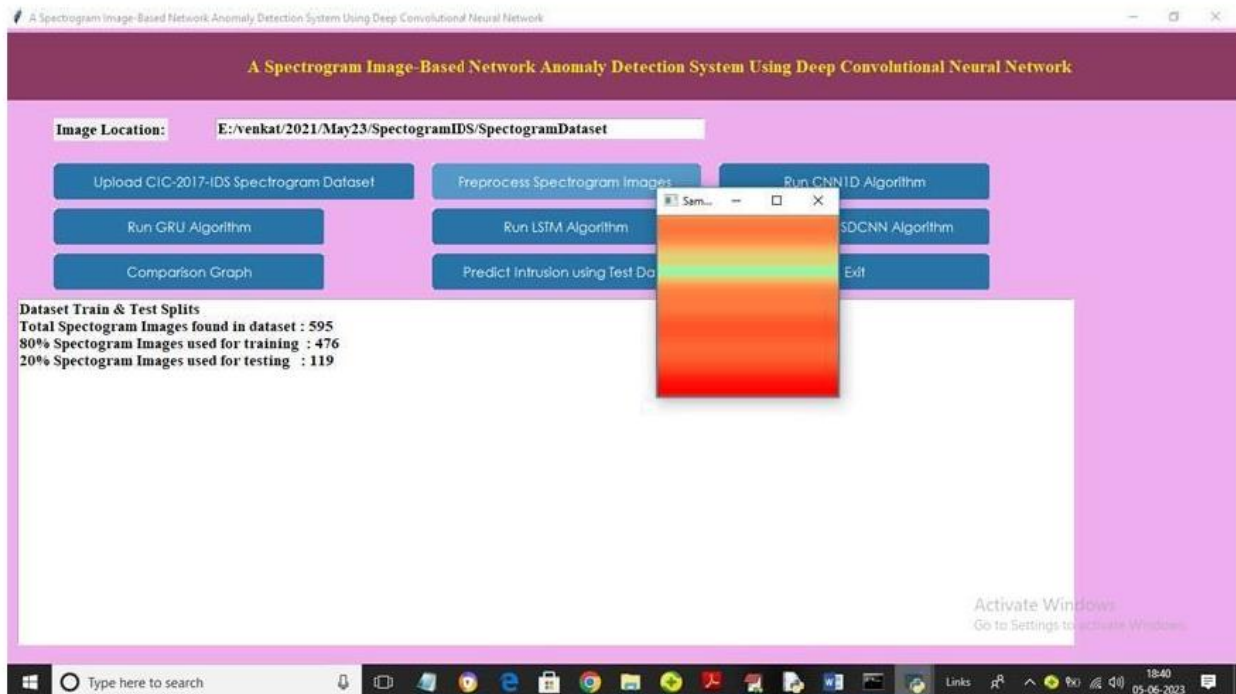 A Spectrogram Image-Based Network Anomaly Detection System Using Deep Convolutional Neural Network
A Spectrogram Image-Based Network Anomaly Detection System Using Deep Convolutional Neural Network
Image Location: E:/venkat/2021/May23/SpectogramIDS/SpectogramDataset
Upload CIC-2017-IDS Spectrogram Dataset Preprocess Spectrogram Images Run CNN1D Algorithm
Sam...
Run GRU Algorithm Run LSTM Algorithm SDCNN Algorithm
Comparison Graph Predict Intrusion using Test Da Exit
Dataset Train & Test Splits
Total Spectogram Images found in dataset : 595
80% Spectogram Images used for training : 476
20% Spectogram Images used for testing : 119
Activate Windows
Go to Settings to activate Windows.
Type here to search Links 18:40
05-06-2023